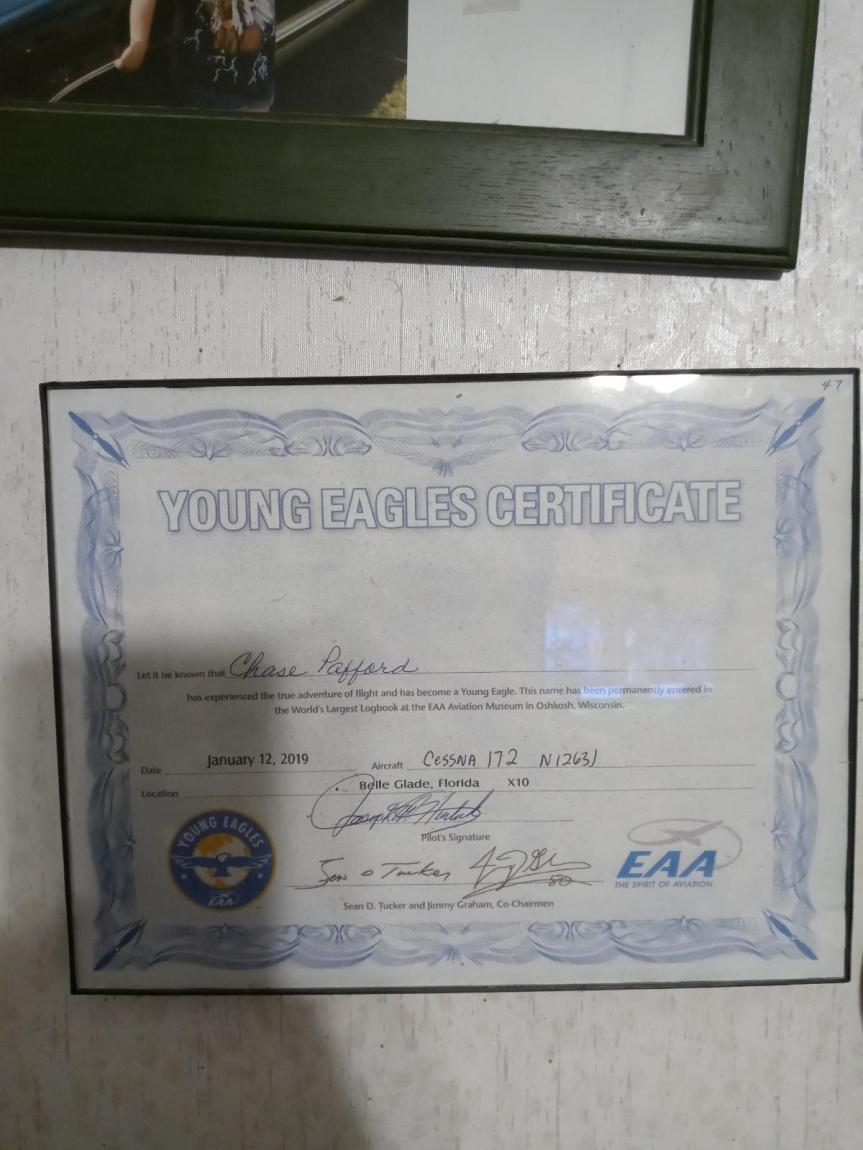 47
YOUNG EAGLES CERTIFICATE
Let it be known that Chase Pafford
has experienced the true adventure of flight and has become a Young Eagle. This name has been permanently entered in
the World's Largest Logbook at the EAA Aviation Museum in Oshkosh, Wisconsin.
Date January 12, 2019 Aircraft CESSNA 172 N12631
Location Belle Glade, Florida X10
Pilot's Signature
Sean D Tucker
Sean D. Tucker and Jimmy Graham, Co-Chairmen
YOUNG EAGLES
EAA
EAA
THE SPIRIT OF AVIATION